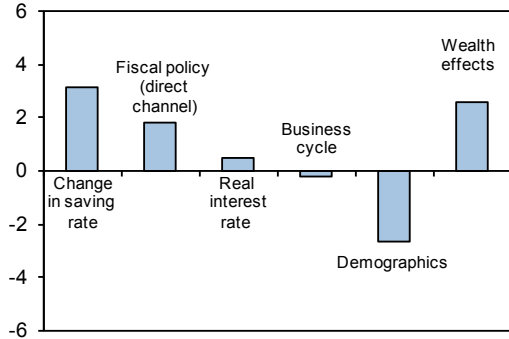 6
4
2
0
-2
-4
-6
Fiscal policy
(direct
channel)
Wealth
effects
Business
cycle
Change
in saving
rate
Real
interest
rate
Demographics